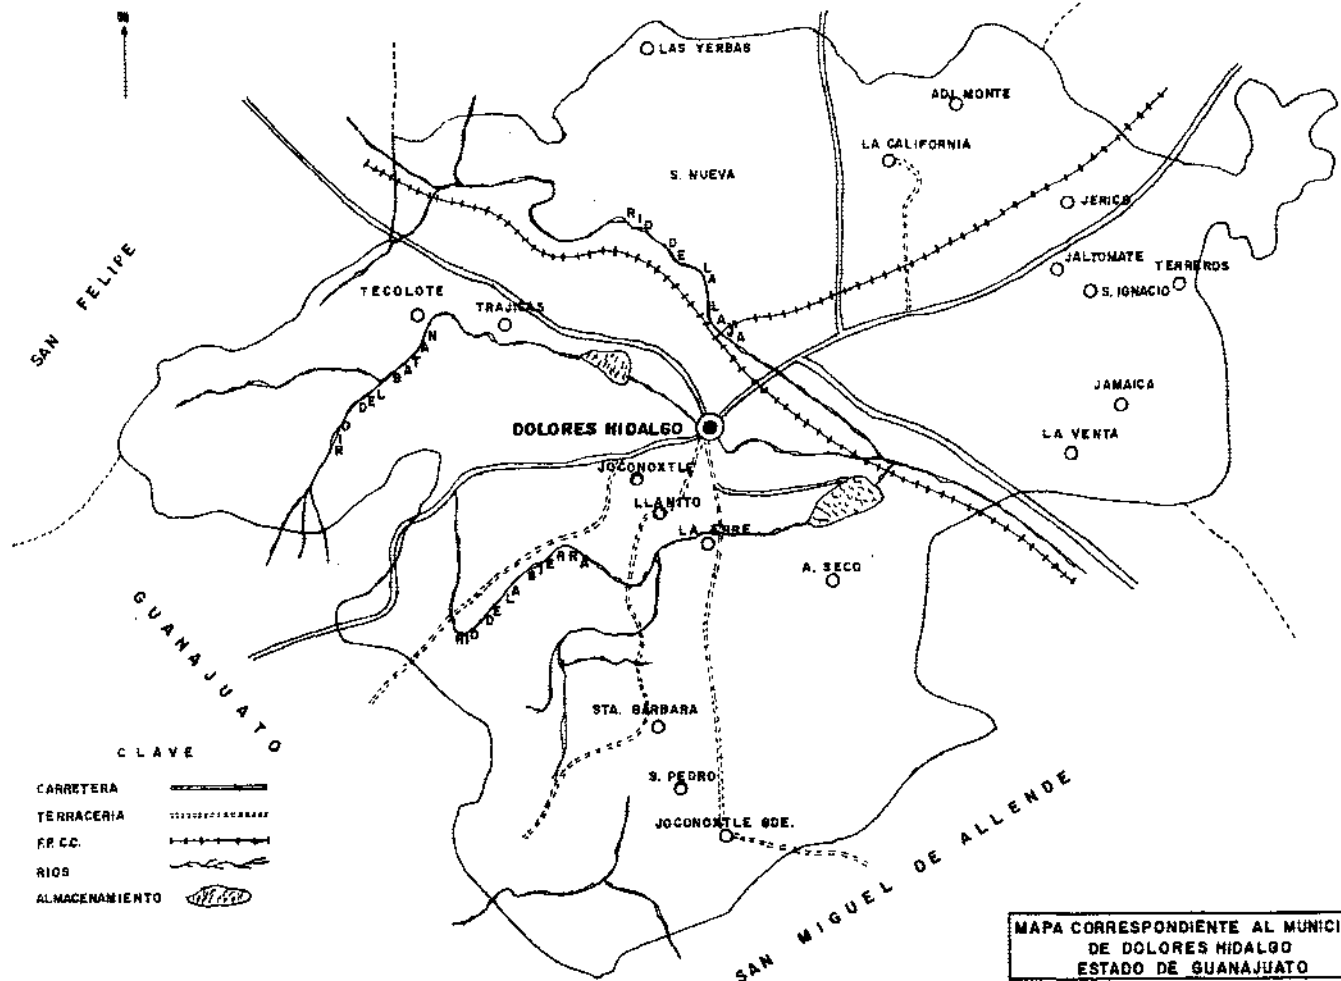 N
LAS YERBAS
ADJ. MONTE
LA CALIFORNIA
S. NUEVA
JERICO
RIO DE LA LAJA
JALTOMATE
TERREROS
S. IGNACIO
SAN FELIPE
TECOLOTE
TRAJICAS
RIO DEL BATAN
JAMAICA
LA VENTA
DOLORES HIDALGO
JOCONOXTLE
LLANITO
LA ERRE
A. SECO
RIO DE LA SIERRA
GUANAJUATO
STA. BARBARA
S. PEDRO
JOCONOXTLE GDE.
SAN MIGUEL DE ALLENDE
CLAVE
CARRETERA
TERRACERIA
F.F. C.C.
RIOS
ALMACENAMIENTO
MAPA CORRESPONDIENTE AL MUNICI
DE DOLORES HIDALGO
ESTADO DE GUANAJUATO